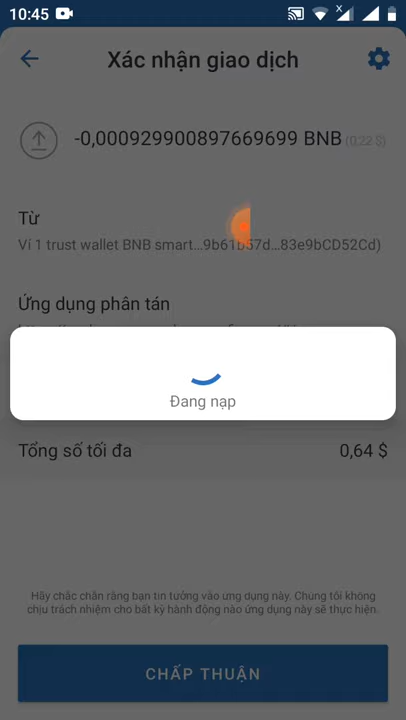 10:45
x
Xác nhận giao dịch
-0,000929900897669699 BNB (0,22 $)
Từ
Ví 1 trust wallet BNB smart...9b61b57d...83e9bCD52Cd)
Ứng dụng phân tán
Đang nạp
Tổng số tối đa 0,64 $
Hãy chắc chắn rằng bạn tin tưởng vào ứng dụng này. Chúng tôi không
chịu trách nhiệm cho bất kỳ hành động nào ứng dụng này sẽ thực hiện.
CHẤP THUẬN